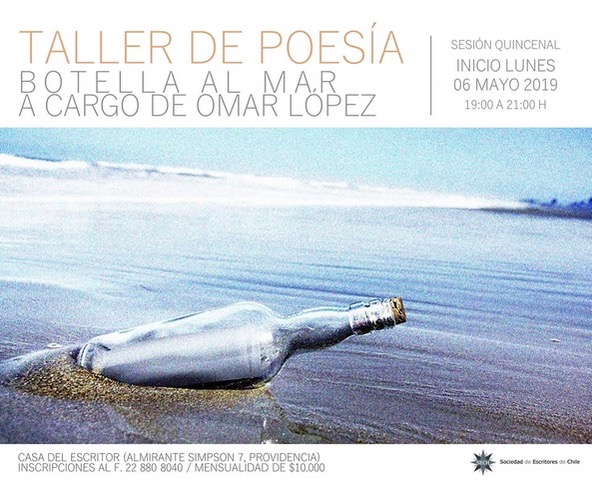 TALLER DE POESÍA
BOTELLA AL MAR
A CARGO DE OMAR LÓPEZ
SESIÓN QUINCENAL
INICIO LUNES
06 MAYO 2019
19:00 A 21:00 H
CASA DEL ESCRITOR (ALMIRANTE SIMPSON 7, PROVIDENCIA)
INSCRIPCIONES AL F. 22 880 8040 / MENSUALIDAD DE $10.000
Sociedad de Escritores de Chile